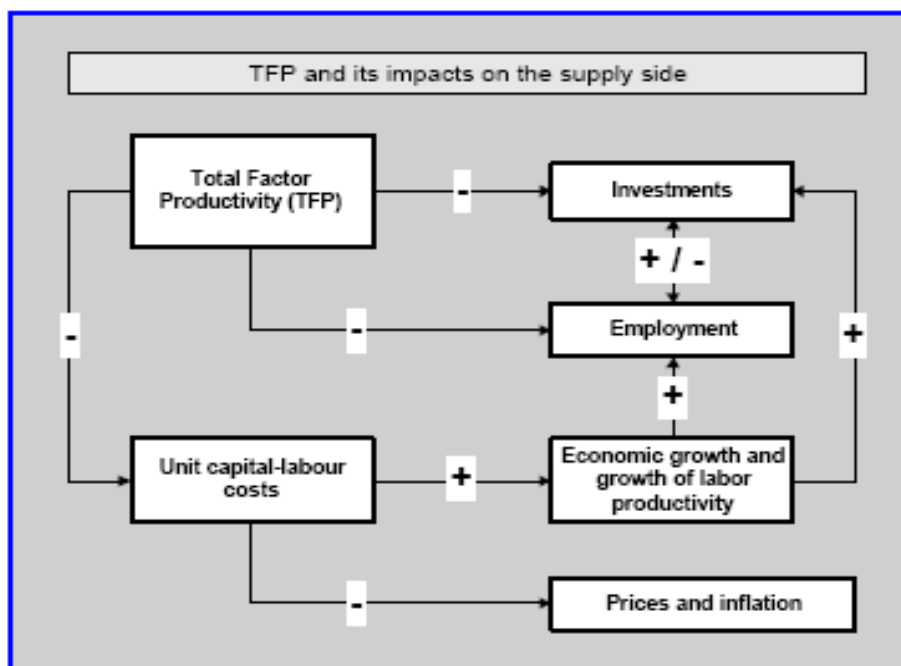 TFP and its impacts on the supply side
Total Factor
Productivity (TFP)
-
Investments
+ / -
-
Employment
-
+
+
Unit capital-labour
costs
+
Economic growth and
growth of labor
productivity
-
Prices and inflation